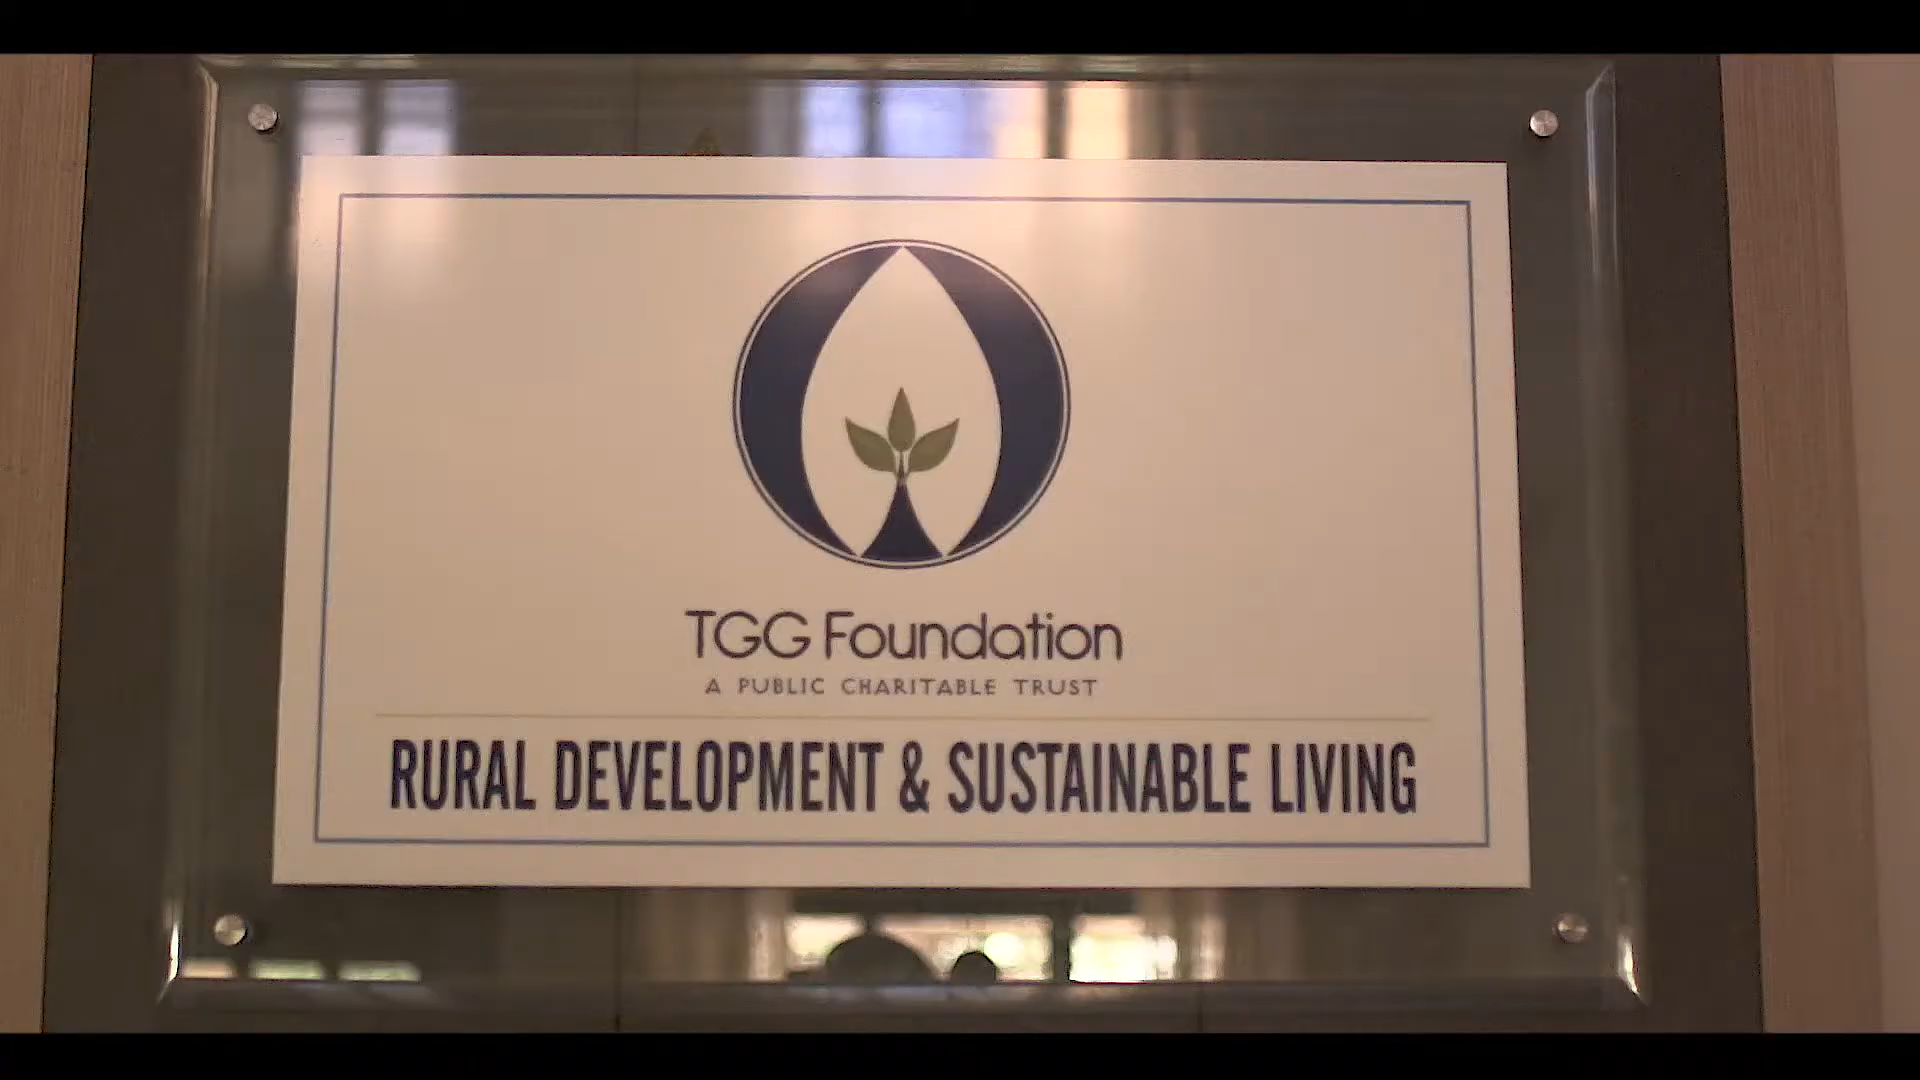 TGG Foundation
A PUBLIC CHARITABLE TRUST
RURAL DEVELOPMENT & SUSTAINABLE LIVING